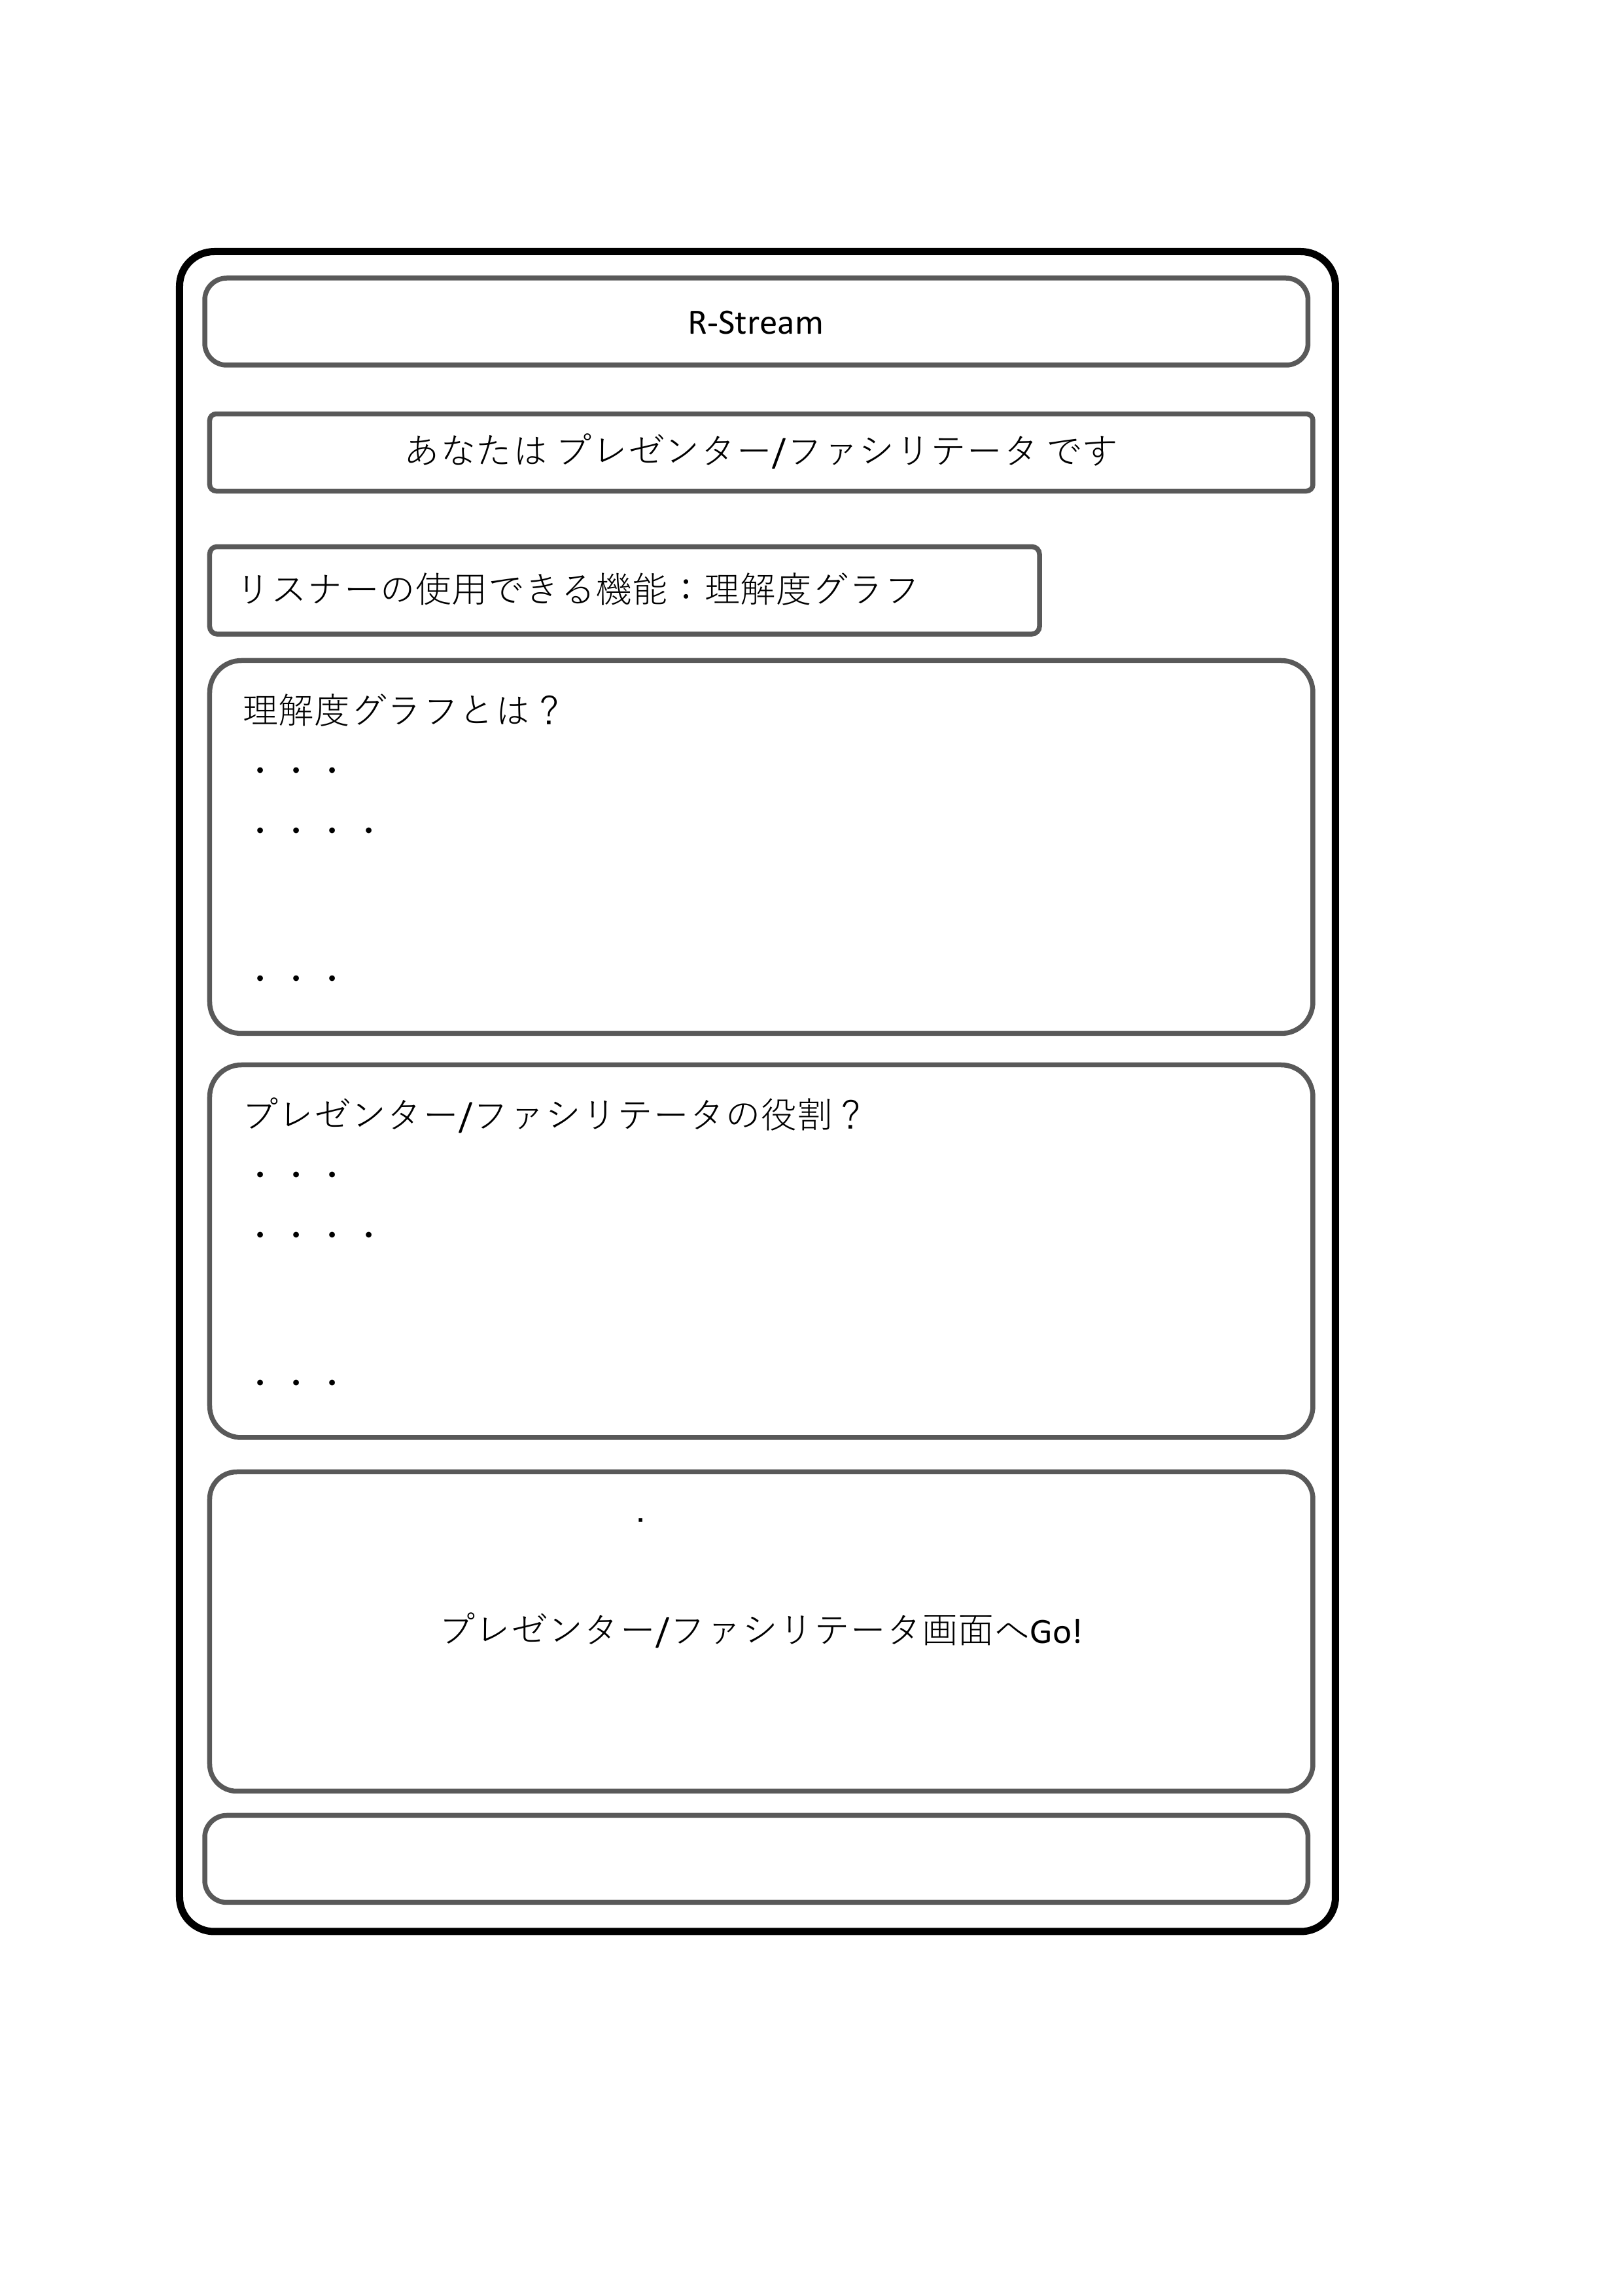 R-Stream
あなたは プレゼンター/ファシリテータ です
リスナーの使用できる機能：理解度グラフ
理解度グラフとは？
・・・
・・・・
・・・
プレゼンター/ファシリテータの役割？
・・・
・・・・
・・・
.
プレゼンター/ファシリテータ画面へGo!